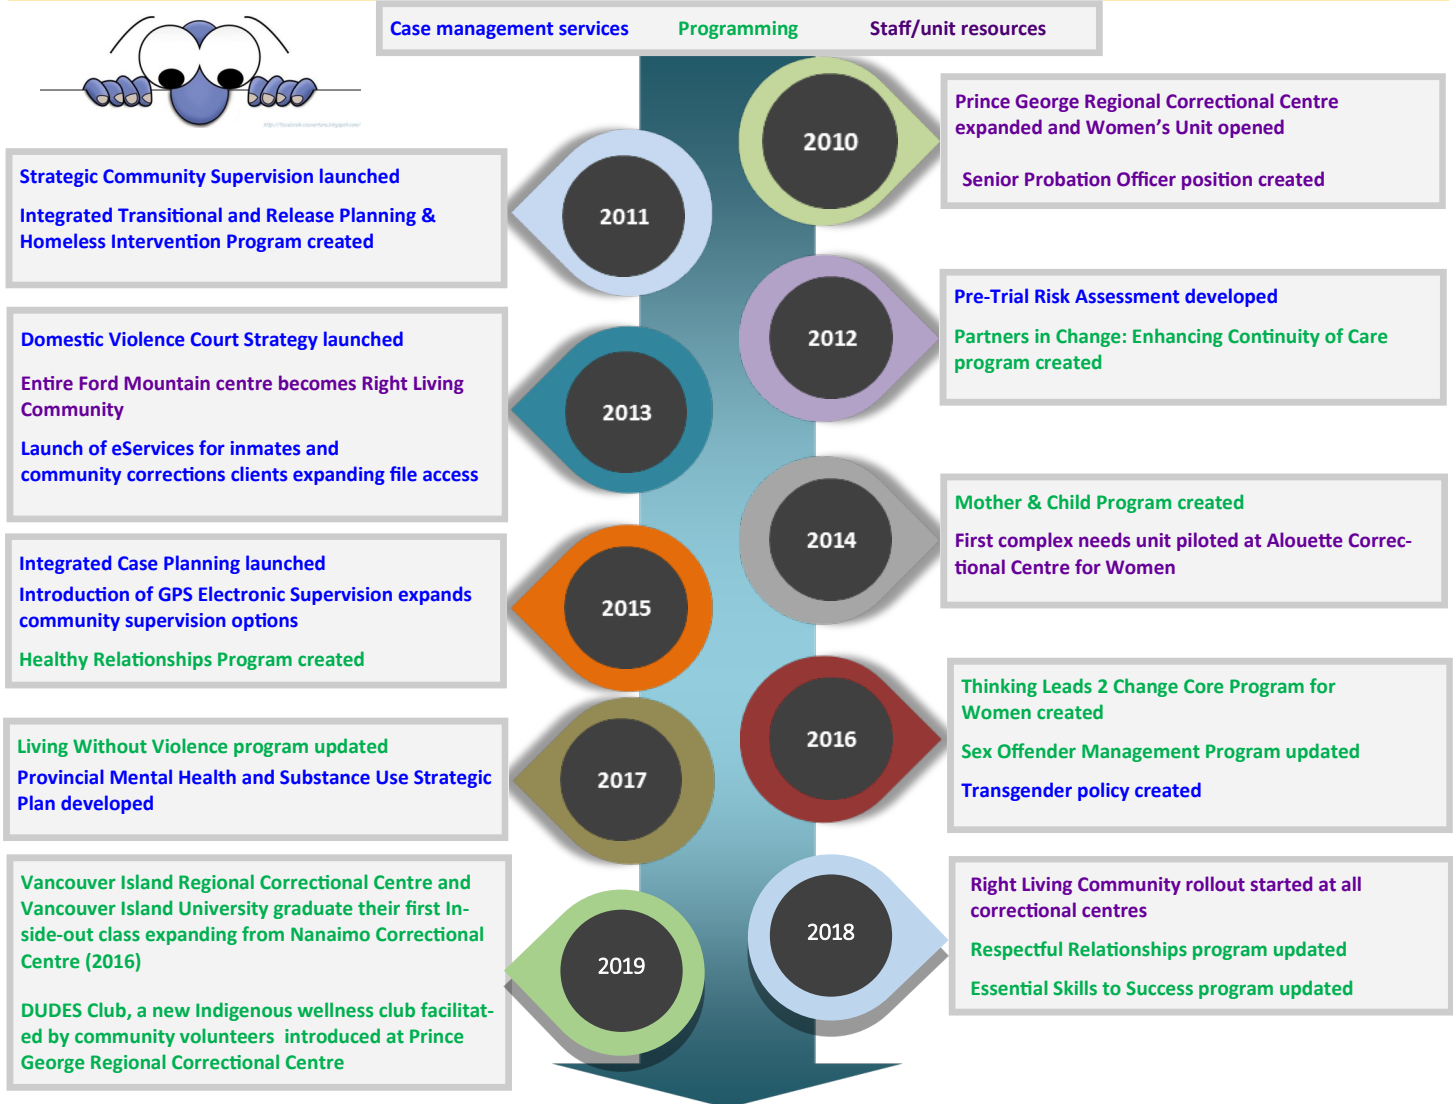 Case management services Programming Staff/unit resources
2010
Prince George Regional Correctional Centre
expanded and Women's Unit opened
Senior Probation Officer position created
2011
Strategic Community Supervision launched
Integrated Transitional and Release Planning &
Homeless Intervention Program created
2012
Pre-Trial Risk Assessment developed
Partners in Change: Enhancing Continuity of Care
program created
2013
Domestic Violence Court Strategy launched
Entire Ford Mountain centre becomes Right Living
Community
Launch of eServices for inmates and
community corrections clients expanding file access
2014
Mother & Child Program created
First complex needs unit piloted at Alouette Correc-
tional Centre for Women
2015
Integrated Case Planning launched
Introduction of GPS Electronic Supervision expands
community supervision options
Healthy Relationships Program created
2016
Thinking Leads 2 Change Core Program for
Women created
Sex Offender Management Program updated
Transgender policy created
2017
Living Without Violence program updated
Provincial Mental Health and Substance Use Strategic
Plan developed
2018
Right Living Community rollout started at all
correctional centres
Respectful Relationships program updated
Essential Skills to Success program updated
2019
Vancouver Island Regional Correctional Centre and
Vancouver Island University graduate their first In-
side-out class expanding from Nanaimo Correctional
Centre (2016)
DUDES Club, a new Indigenous wellness club facilitat-
ed by community volunteers introduced at Prince
George Regional Correctional Centre